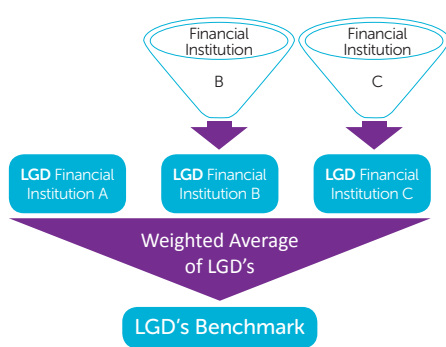 Financial
Institution
B
Financial
Institution
C
LGD Financial
Institution A
LGD Financial
Institution B
LGD Financial
Institution C
Weighted Average
of LGD's
LGD's Benchmark